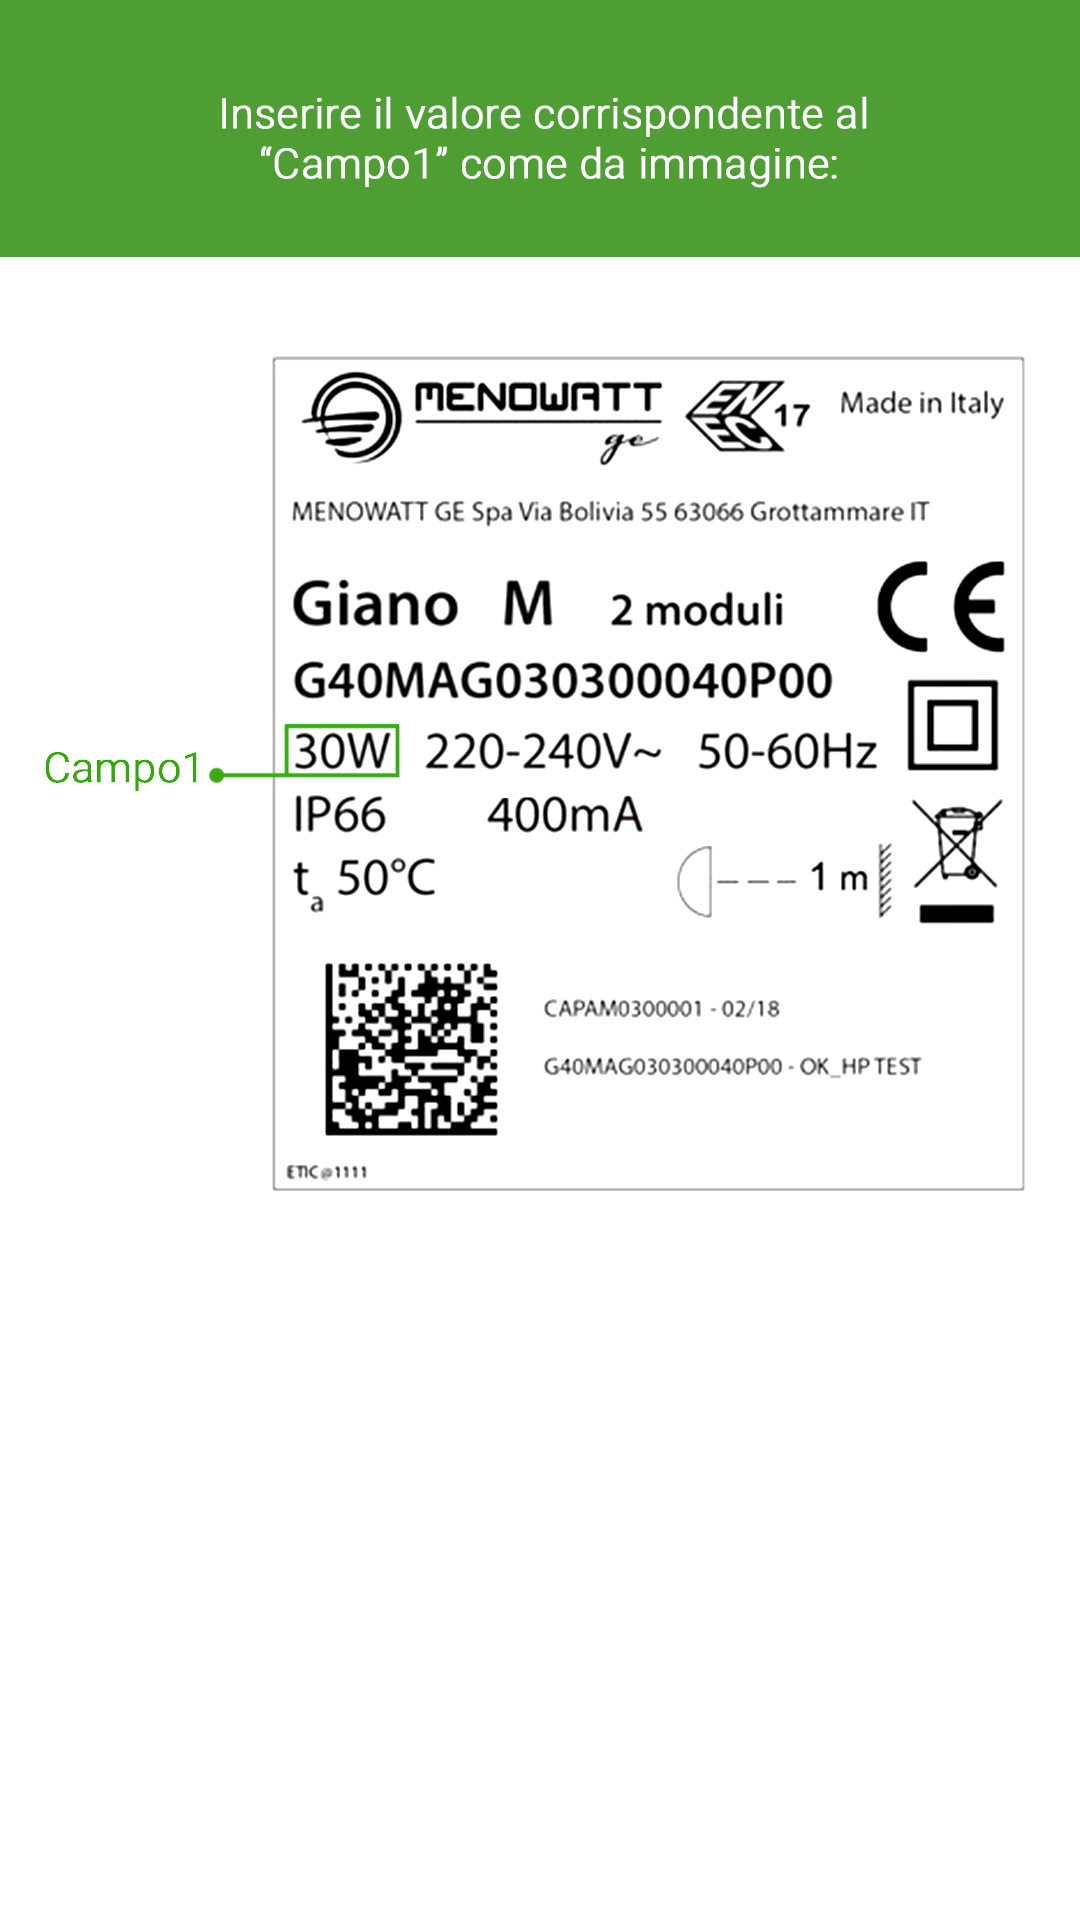 Inserire il valore corrispondente al
“Campo1” come da immagine:
MENOWATT
ge
EN
EC
17
Made in Italy
MENOWATT GE Spa Via Bolivia 55 63066 Grottammare IT
Giano M 2 moduli
CE
G40MAG030300040P00
Campo1
30W 220-240V~ 50-60Hz
IP66 400mA
ta 50°C
1 m
CAPAM0300001 - 02/18
G40MAG030300040P00 - OK_HP TEST
ETIC@1111